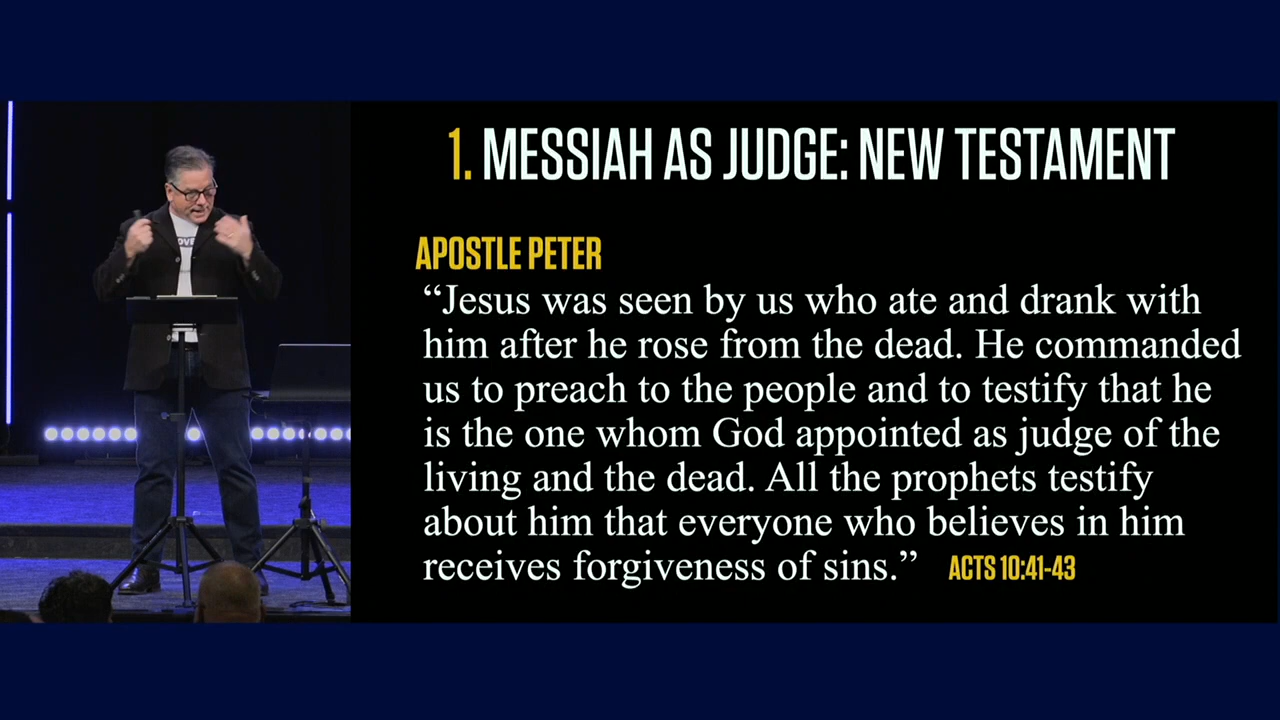 1. MESSIAH AS JUDGE: NEW TESTAMENT
APOSTLE PETER
“Jesus was seen by us who ate and drank with
him after he rose from the dead. He commanded
us to preach to the people and to testify that he
is the one whom God appointed as judge of the
living and the dead. All the prophets testify
about him that everyone who believes in him
receives forgiveness of sins.” ACTS 10:41-43